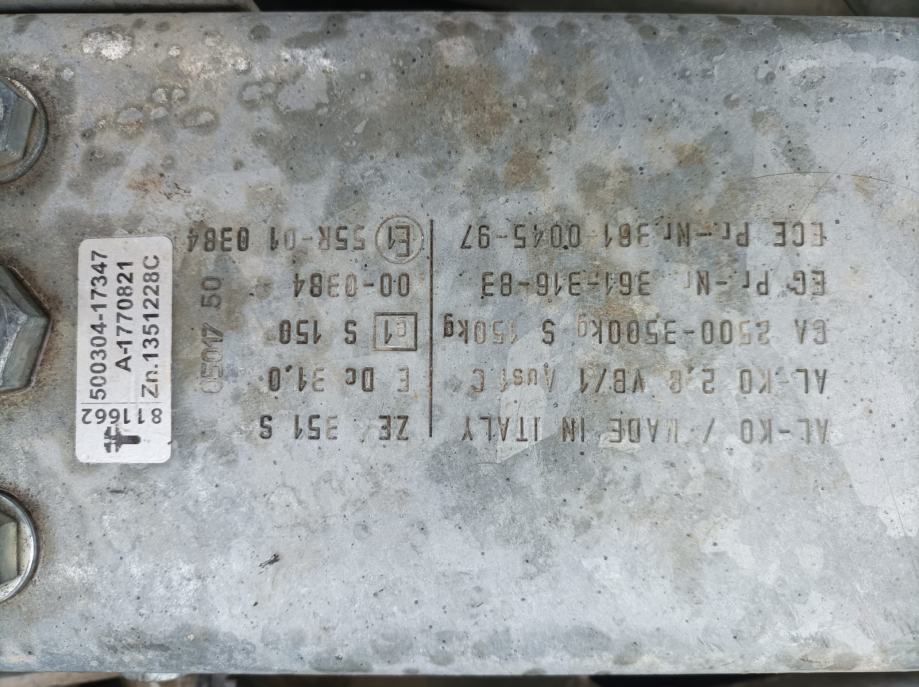 AL-KO / MADE IN ITALY
AL-KO 2,8 VB/1 Ausf.C
GA 2500-3500kg S 150kg
EG Pr.-Nr 361-316-83
ECE Pr.-Nr.361-0045-97
ZE 351 S
E Dc 31,0
e1 S 150
00-0384
E1 55R-01 0384
05017 50
811662
500304-17347
A-1770821
Zn.1351228C